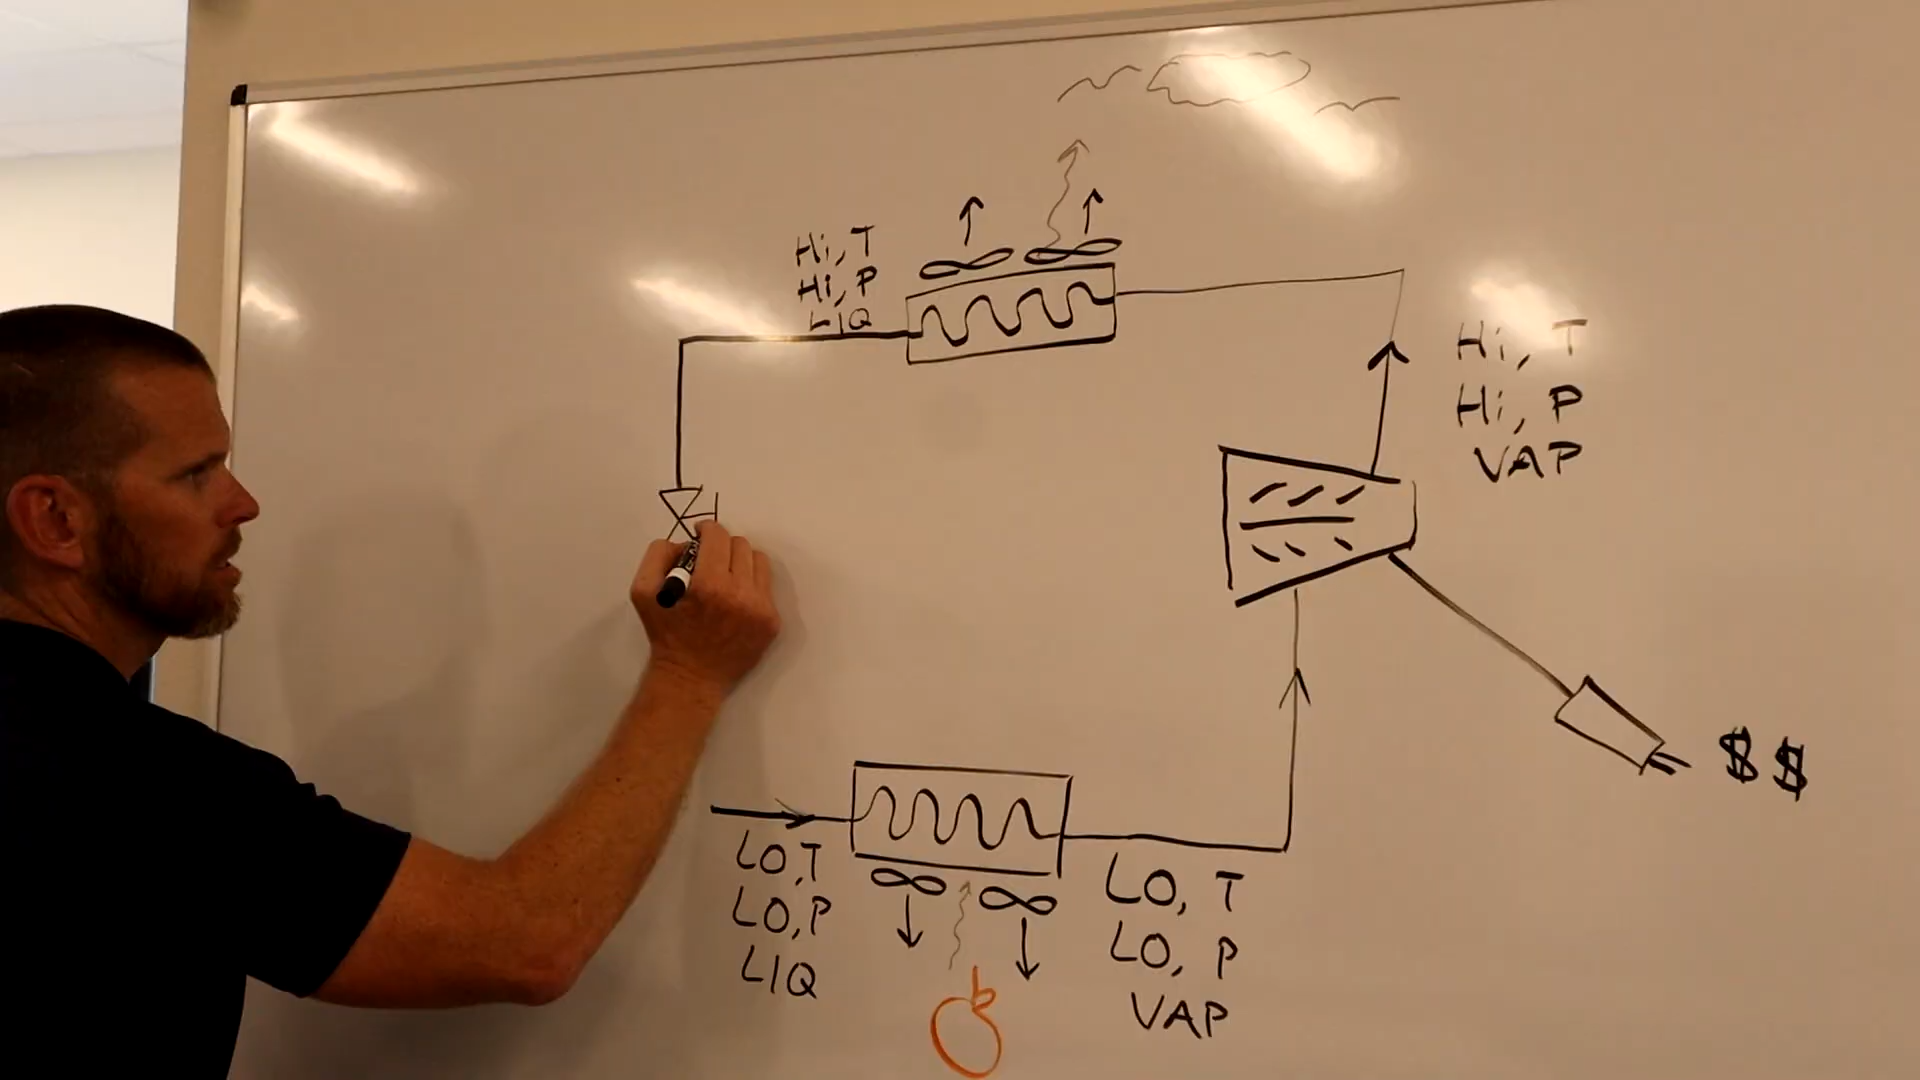 Hi, T
Hi, P
LIQ
Hi, T
Hi, P
VAP
$ $
LO, T
LO, P
LIQ
LO, T
LO, P
VAP